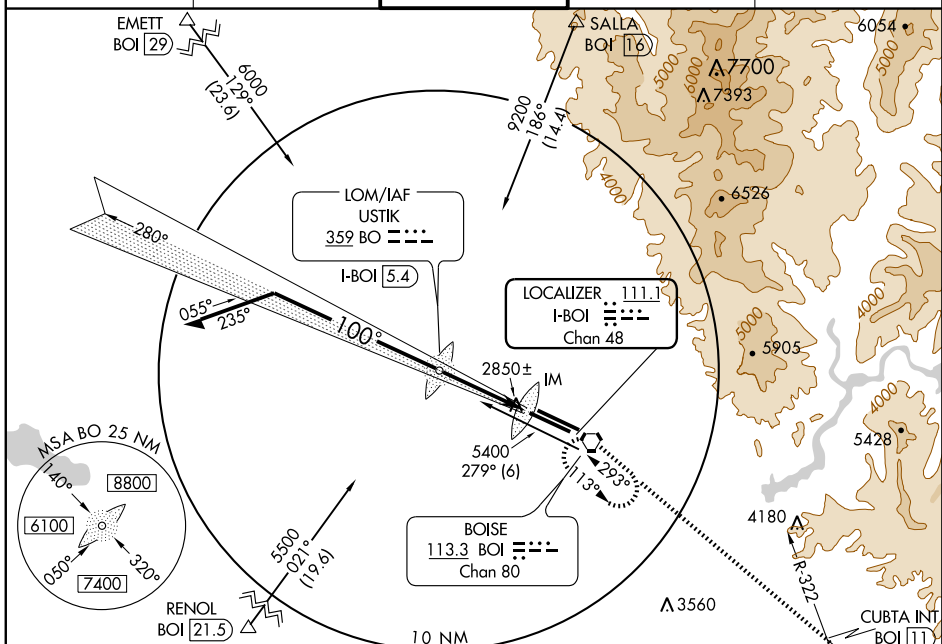 EMETT
BOI 29
SALLA
BOI 16
6054
5000
6000
129°
(23.6)
9200
186°
(14.4)
5000
6000
7700
7393
4000
6526
LOM/IAF
USTIK
359 BO
I-BOI 5.4
280°
055°
235°
100°
LOCALIZER 111.1
I-BOI
Chan 48
2850±
IM
5000
5905
4000
4000
5428
5400
279° (6)
293°
113°
MSA BO 25 NM
140°
8800
6100
050°
320°
7400
BOISE
113.3 BOI
Chan 80
5500
021°
(19.6)
4180
R-322
3560
RENOL
BOI 21.5
10 NM
CUBTA INT
BOI 11